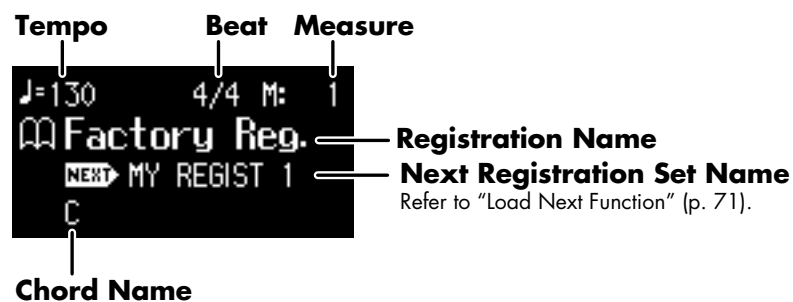 Tempo Beat Measure
♩=130 4/4 M: 1
Factory Reg.
Registration Name
NEXT MY REGIST 1
Next Registration Set Name
Refer to “Load Next Function” (p. 71).
C
Chord Name